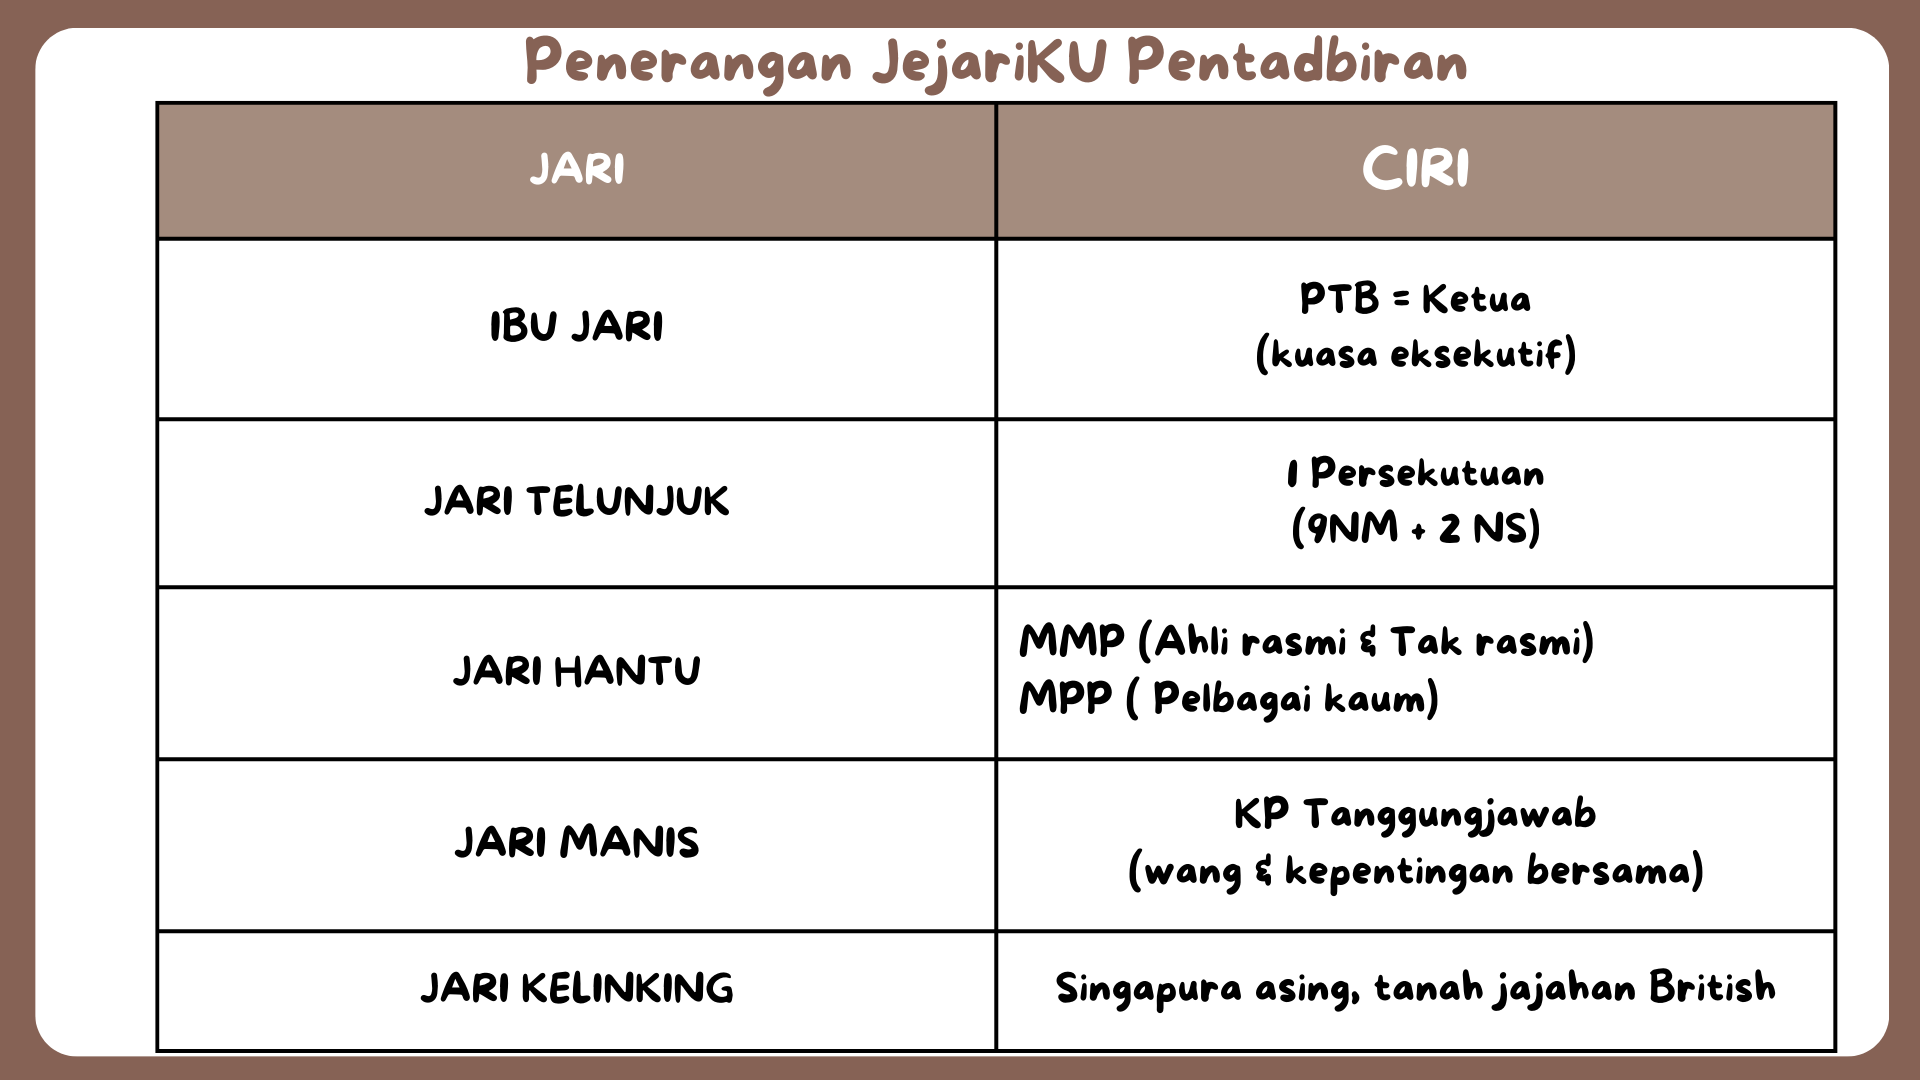 Penerangan JejariKU Pentadbiran
JARI
CIRI
IBU JARI
PTB = Ketua
(kuasa eksekutif)
JARI TELUNJUK
1 Persekutuan
(9NM + 2 NS)
JARI HANTU
MMP (Ahli rasmi & Tak rasmi)
MPP ( Pelbagai kaum)
JARI MANIS
KP Tanggungjawab
(wang & kepentingan bersama)
JARI KELINKING
Singapura asing, tanah jajahan British